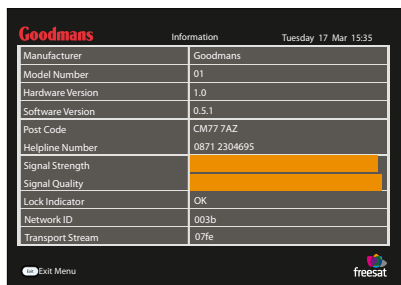 Goodmans Information Tuesday 17 Mar 15:35
Manufacturer Goodmans
Model Number 01
Hardware Version 1.0
Software Version 0.5.1
Post Code CM77 7AZ
Helpline Number 0871 2304695
Signal Strength
Signal Quality
Lock Indicator OK
Network ID 003b
Transport Stream 07fe
Exit Exit Menu freesat